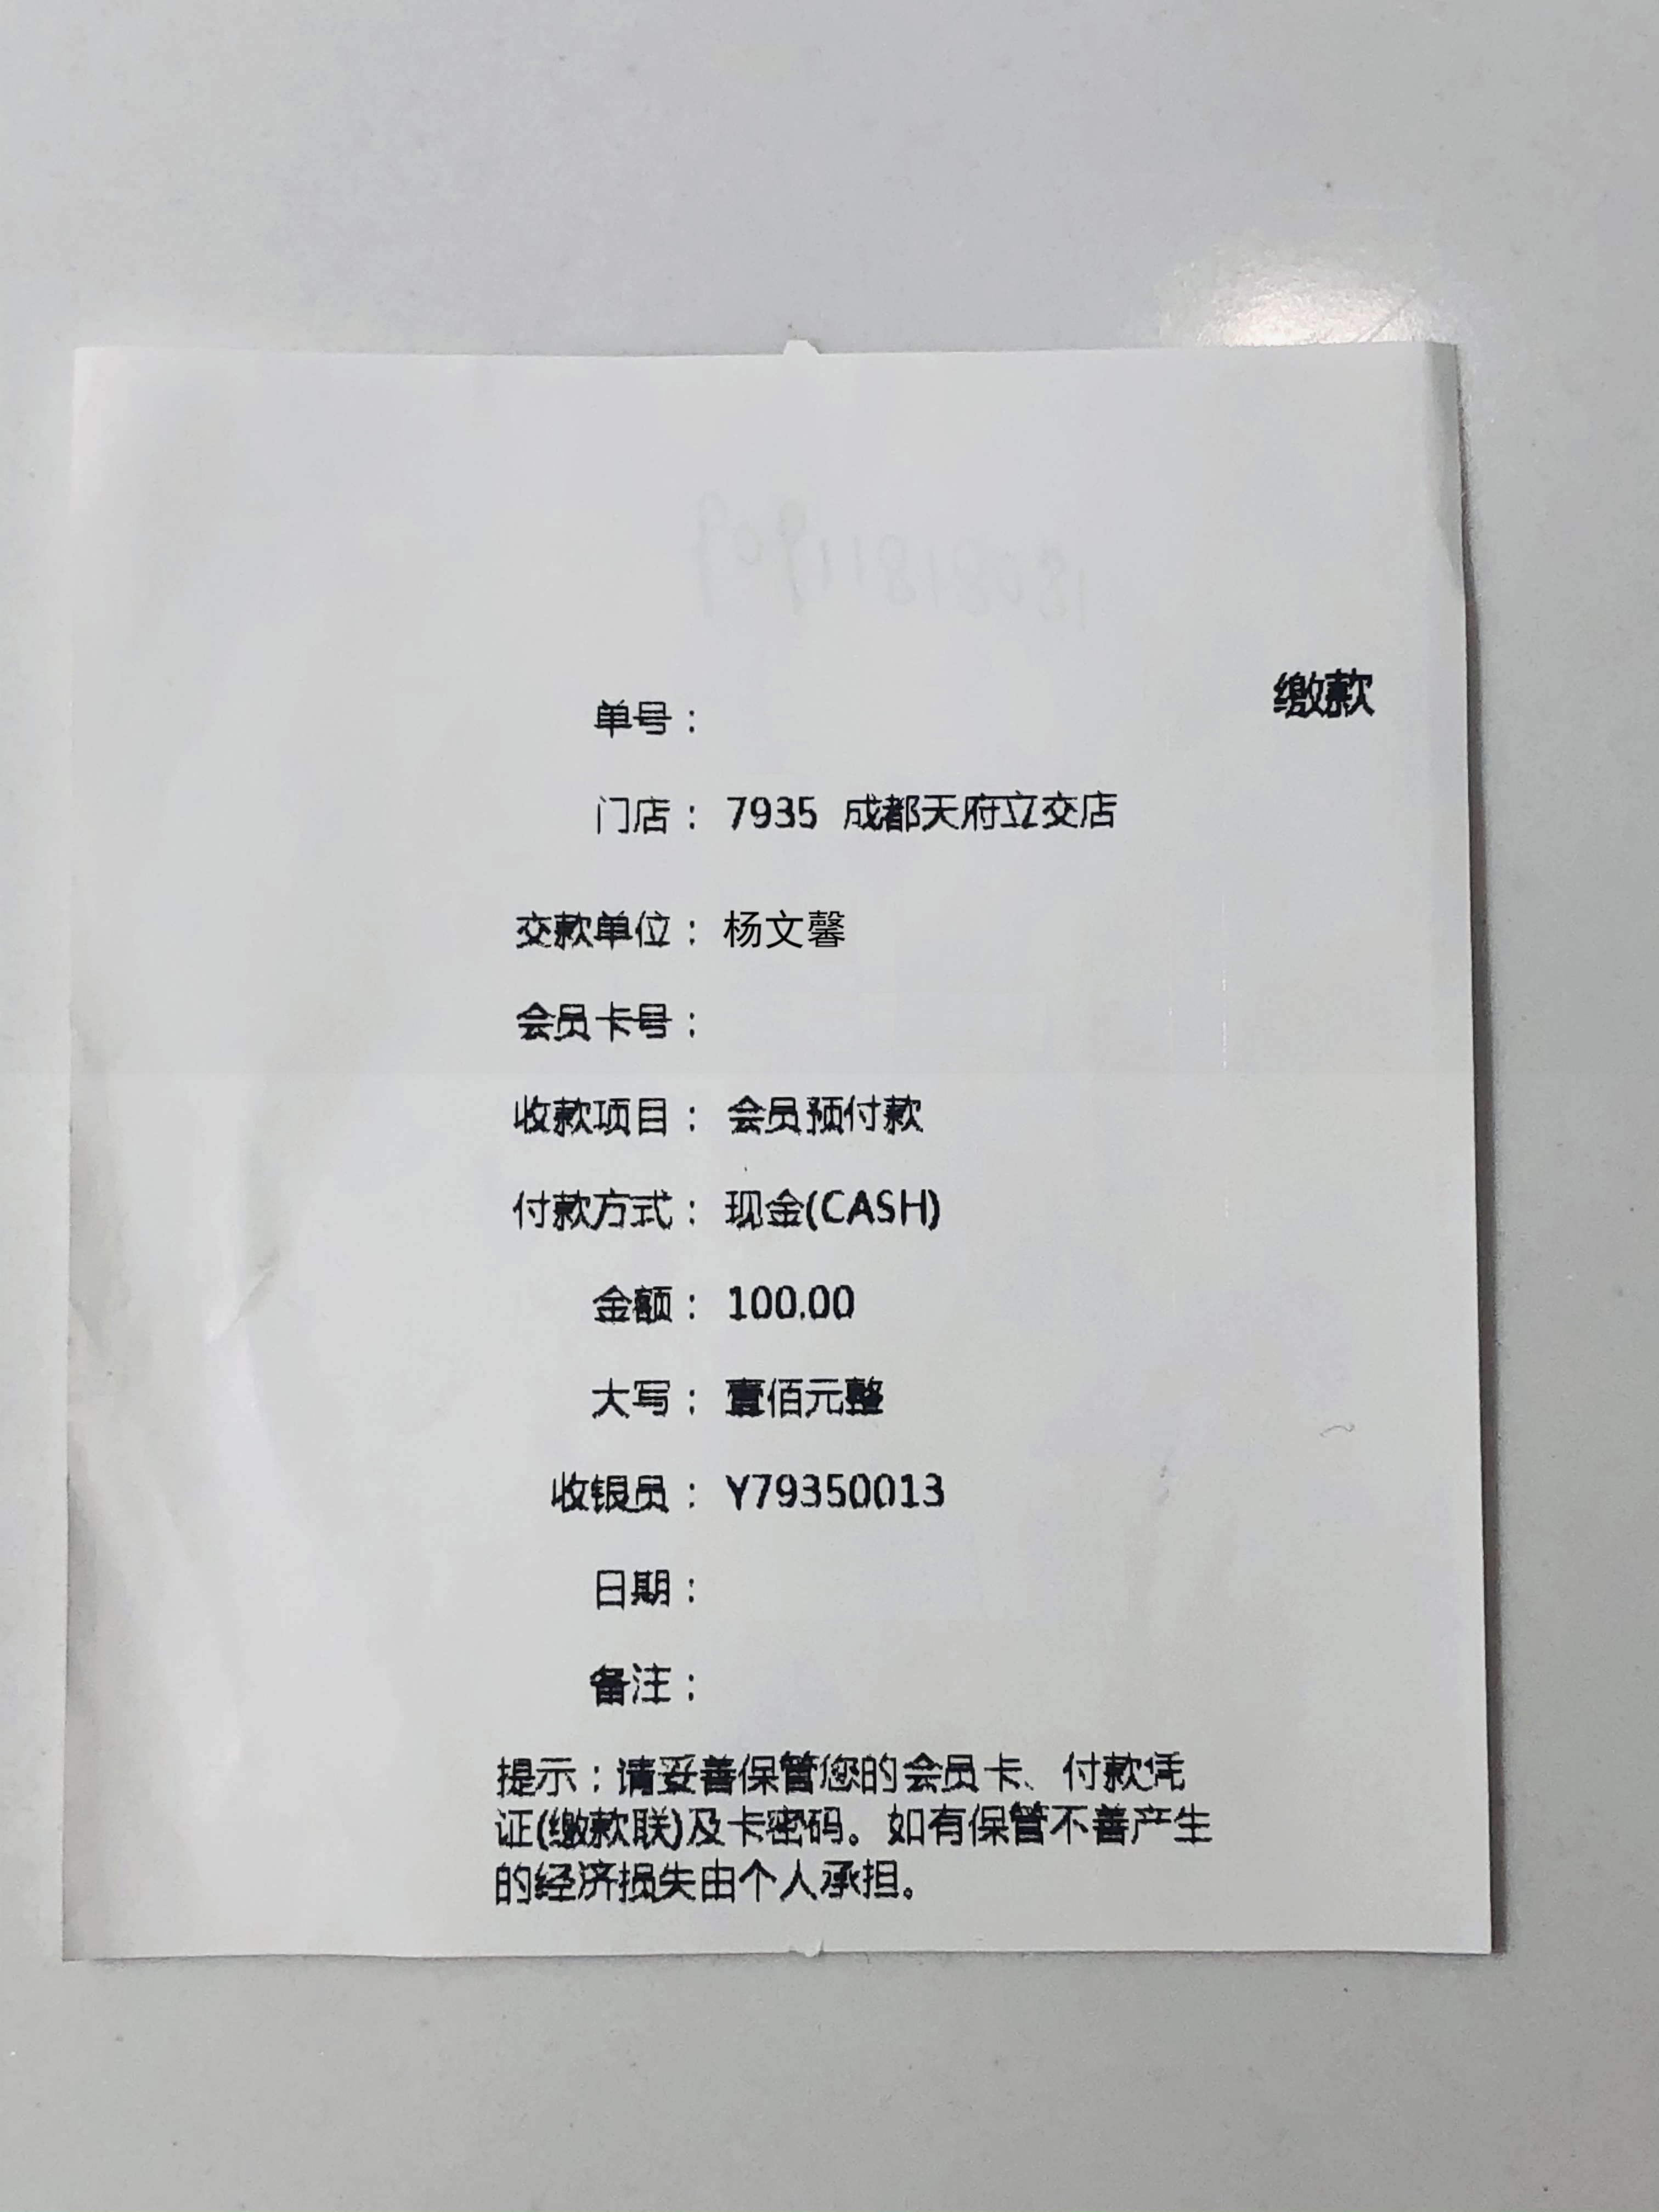 缴款
单号：
门店： 7935 成都天府立交店
交款单位： 杨文馨
会员卡号：
收款项目： 会员预付款
付款方式： 现金(CASH)
金额： 100.00
大写： 壹佰元整
收银员： Y79350013
日期：
备注：
提示：请妥善保管您的会员卡、付款凭
证(缴款联)及卡密码。如有保管不善产生
的经济损失由个人承担。